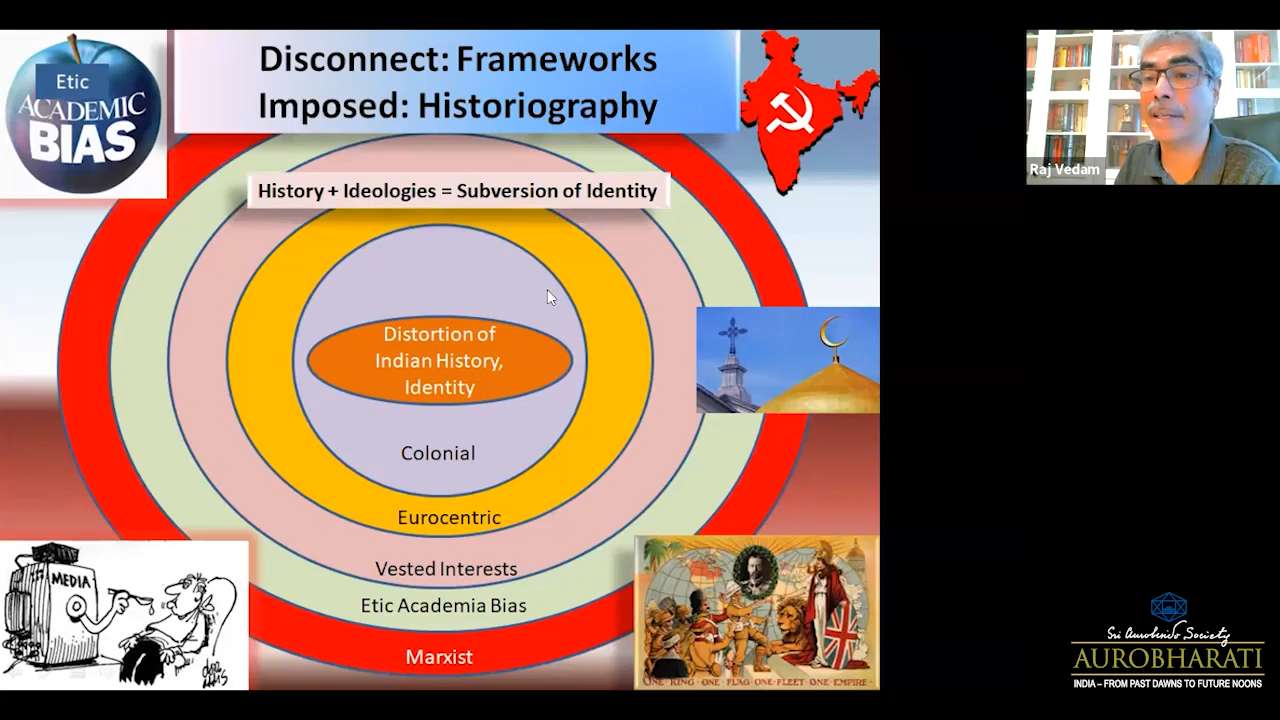 Etic
ACADEMIC
BIAS
Disconnect: Frameworks
Imposed: Historiography
History + Ideologies = Subversion of Identity
Distortion of
Indian History,
Identity
Colonial
Eurocentric
Vested Interests
Etic Academia Bias
Marxist
MEDIA
ONE·KING·ONE·FLAG·ONE·FLEET·ONE·EMPIRE
Raj Vedam
Sri Aurobindo Society
AUROBHARATI
INDIA – FROM PAST DAWNS TO FUTURE NOONS